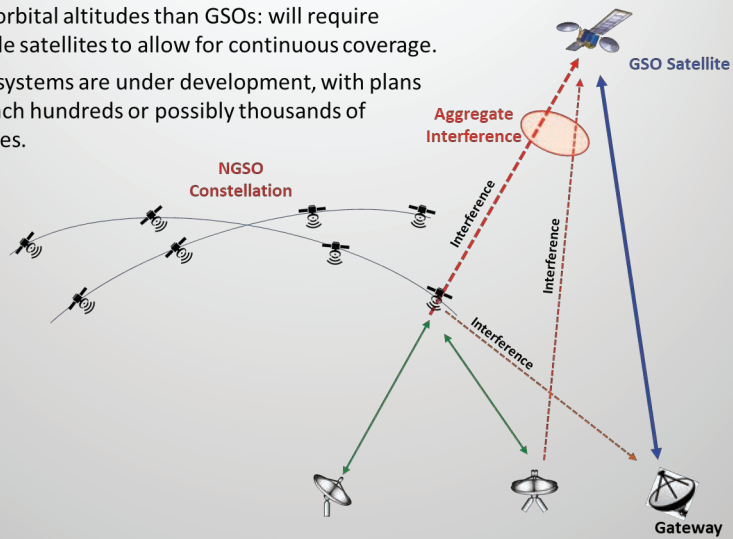 orbital altitudes than GSOs: will require
le satellites to allow for continuous coverage.
systems are under development, with plans
ch hundreds or possibly thousands of
es.
GSO Satellite
Aggregate
Interference
NGSO
Constellation
Interference
Interference
Interference
Gateway